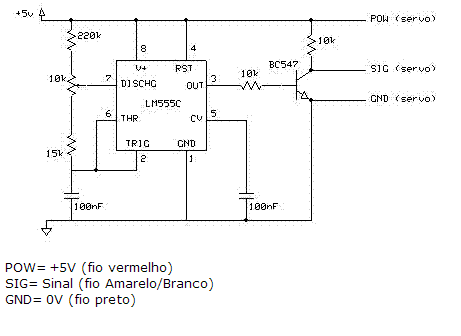 +5v
POW (servo)
220k
10k
8
4
V+
RST
BC547
SIG (servo)
10k
7
DISCHG
OUT
3
10k
GND (servo)
LM555C
6
THR
CV
5
15k
TRIG
GND
2
1
100nF
100nF
POW= +5V (fio vermelho)
SIG= Sinal (fio Amarelo/Branco)
GND= 0V (fio preto)